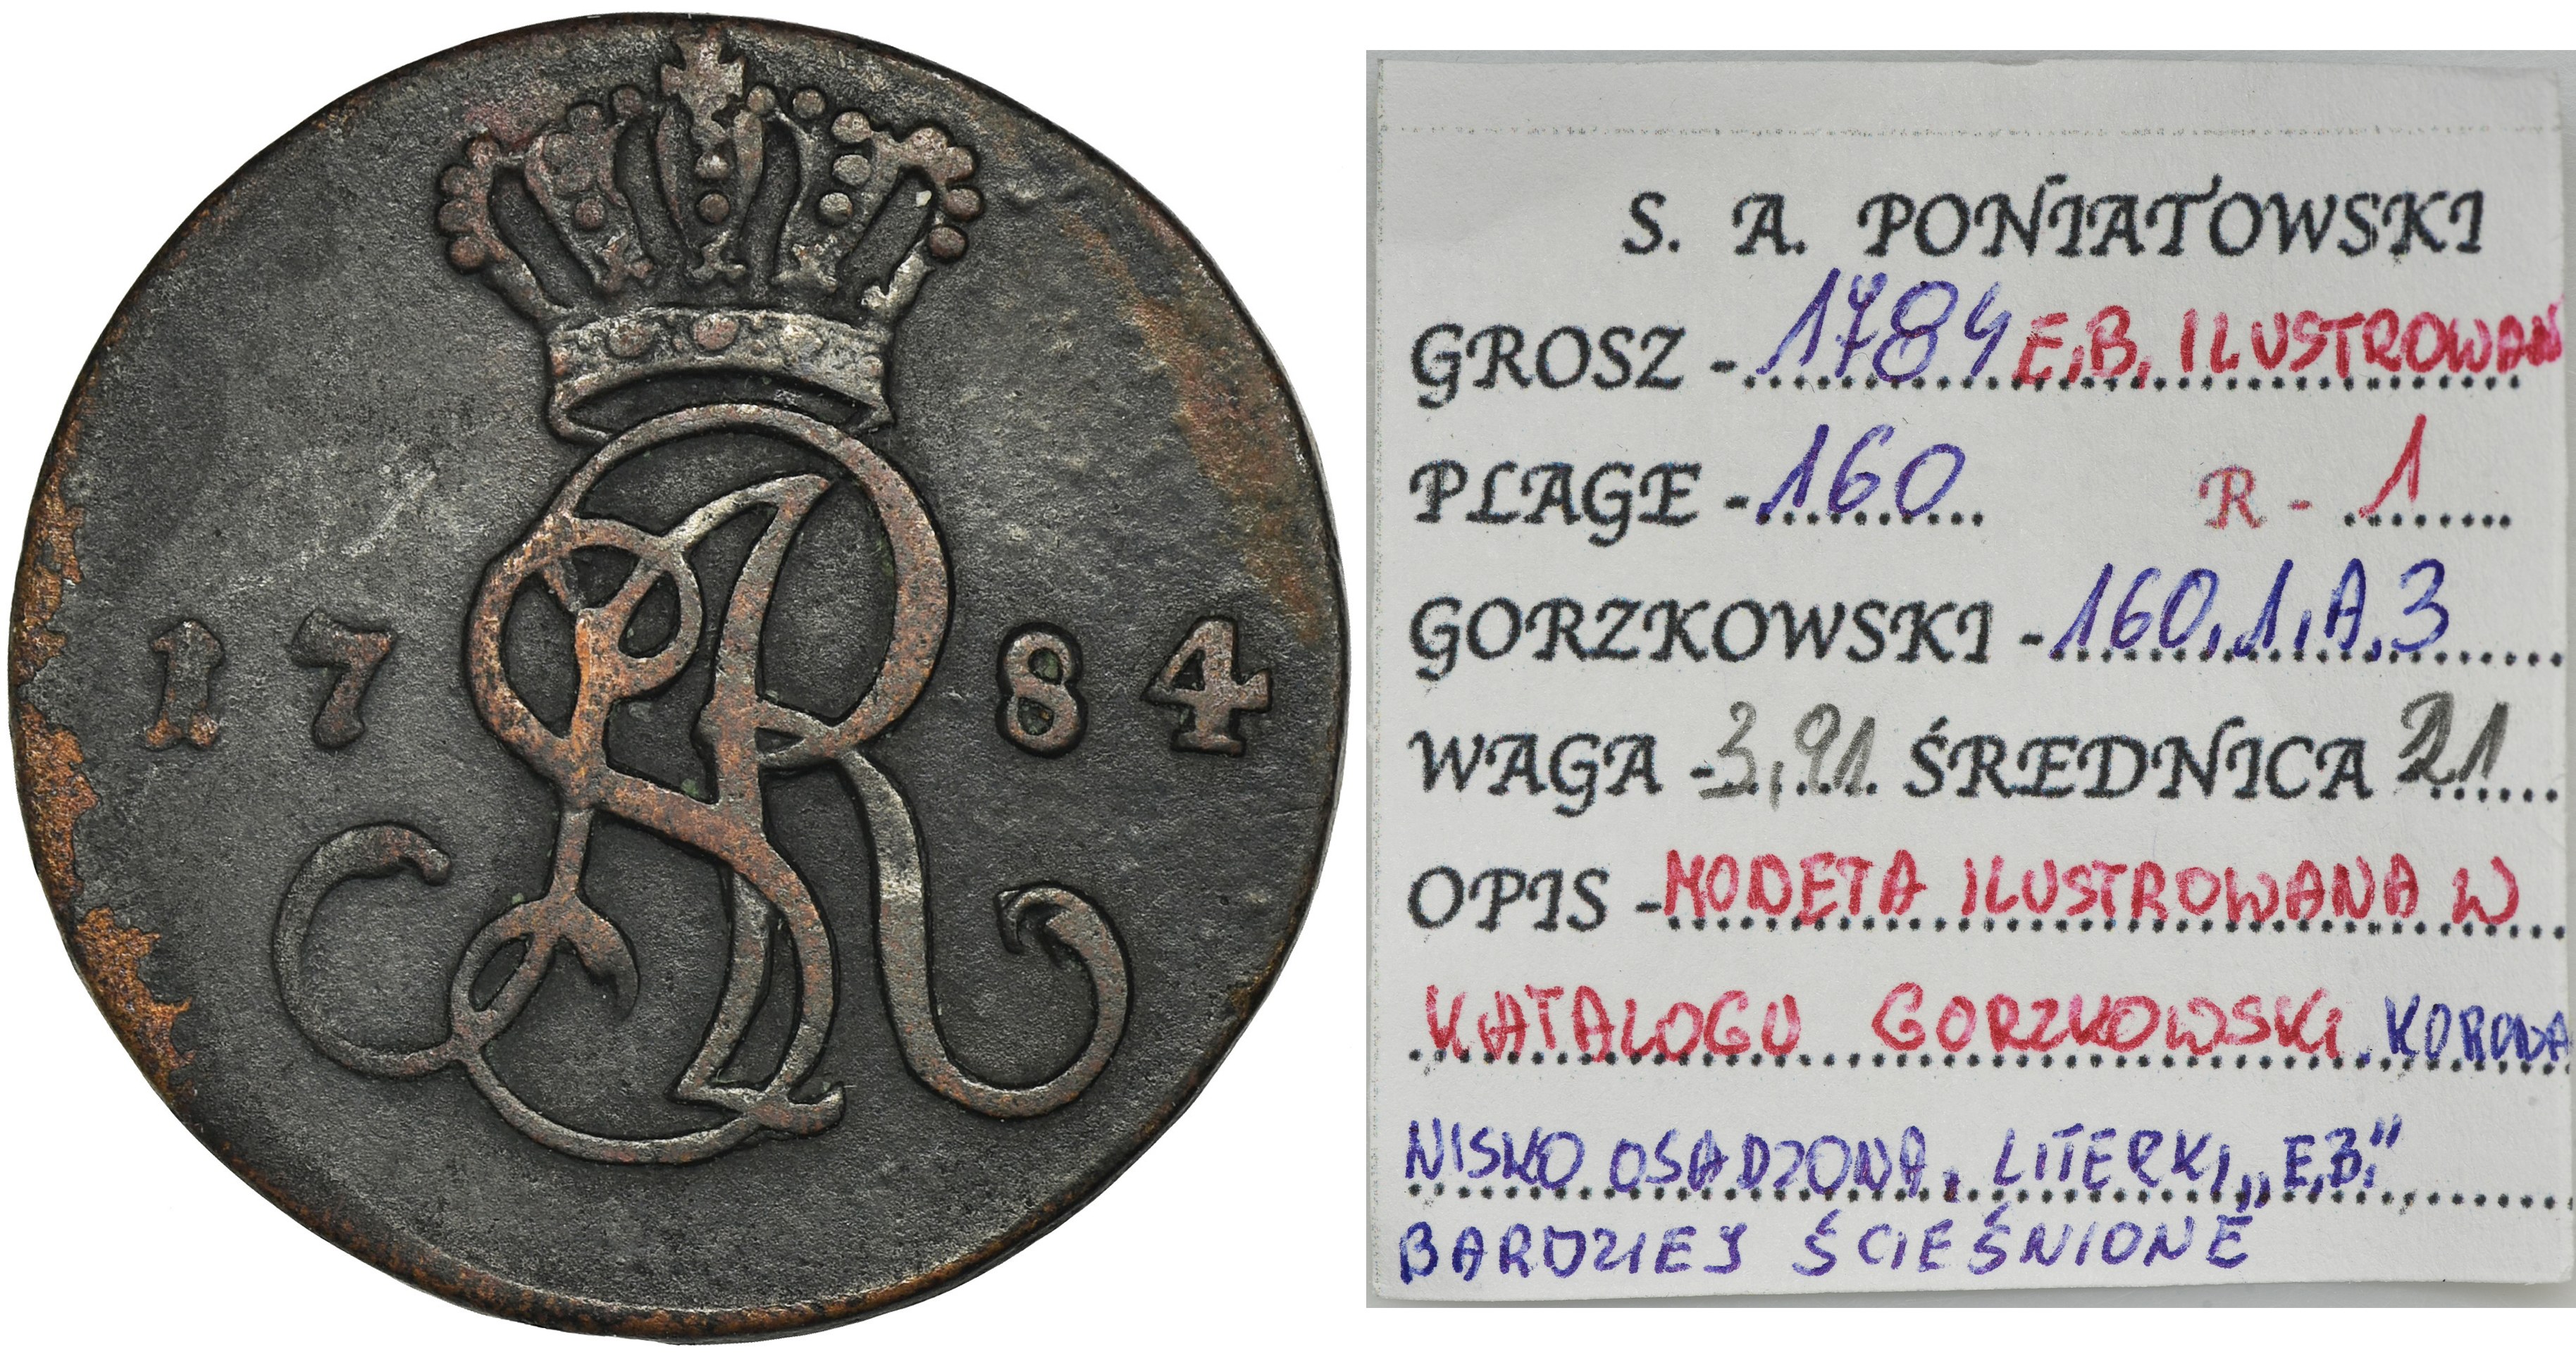 1784
SAR
S. A. PONIATOWSKI
GROSZ - 1784 E,B, ILUSTROWAN
PLAGE - 160 R - 1
GORZKOWSKI - 160,1,A,3
WAGA - 3,91 ŚREDNICA 21
OPIS - MONETA ILUSTROWANA W
KATALOGU GORZKOWSKI. KORONA
NISKO OSADZONA, LITERKI „E,B,"
BARDZIEJ ŚCIEŚNIONE